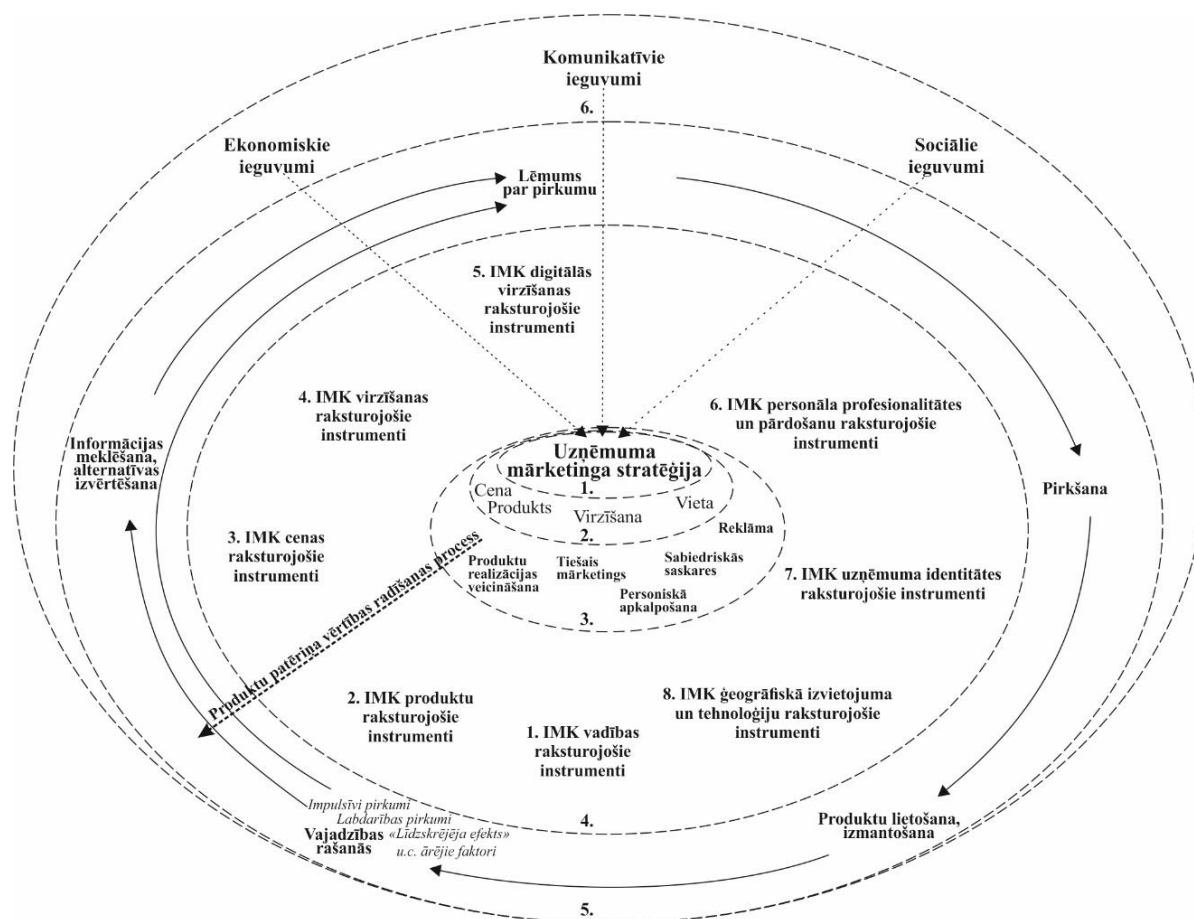 Komunikatīvie
ieguvumi
6.
Ekonomiskie
ieguvumi
Sociālie
ieguvumi
Lēmums
par pirkumu
5. IMK digitālās
virzīšanas
raksturojošie
instrumenti
4. IMK virzīšanas
raksturojošie
instrumenti
6. IMK personāla profesionalitātes
un pārdošanu raksturojošie
instrumenti
Informācijas
meklēšana,
alternatīvas
izvērtēšana
Uzņēmuma
mārketinga stratēģija
1.
Pirkšana
Cena
Produkts
Virzīšana
Vieta
2.
Reklāma
3. IMK cenas
raksturojošie
instrumenti
Produktu
realizācijas
veicināšana
Tiešais
mārketings
Sabiedriskās
saskares
Personiskā
apkalpošana
3.
7. IMK uzņēmuma identitātes
raksturojošie instrumenti
Produktu patēriņa vērtības radīšanas process
2. IMK produktu
raksturojošie
instrumenti
1. IMK vadības
raksturojošie
instrumenti
8. IMK ģeogrāfiskā izvietojuma
un tehnoloģiju raksturojošie
instrumenti
4.
Impulsīvi pirkumi
Labdarības pirkumi
Vajadzības «Līdzskrējēja efekts»
rašanās u.c. ārējie faktori
Produktu lietošana,
izmantošana
5.